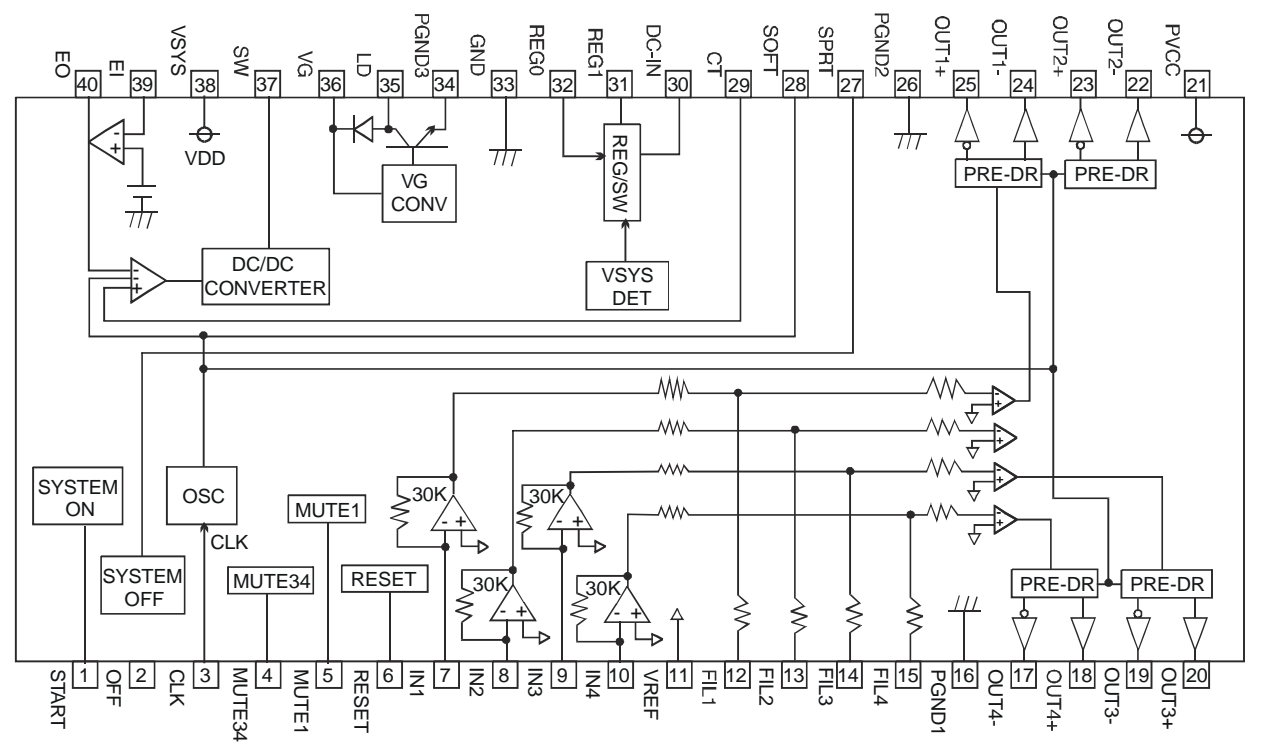 EO
EI
VSYS
SW
VG
LD
PGND3
GND
REG0
REG1
DC-IN
CT
SOFT
SPRT
PGND2
OUT1+
OUT1-
OUT2+
OUT2-
PVCC
40
39
38
37
36
35
34
33
32
31
30
29
28
27
26
25
24
23
22
21
-
+
VDD
VG
CONV
REG/SW
PRE-DR
PRE-DR
-
-
+
DC/DC
CONVERTER
VSYS
DET
-
+
-
+
-
+
-
+
SYSTEM
ON
OSC
CLK
MUTE1
30K
- +
30K
- +
SYSTEM
OFF
MUTE34
RESET
30K
- +
30K
- +
PRE-DR
PRE-DR
1
2
3
4
5
6
7
8
9
10
11
12
13
14
15
16
17
18
19
20
START
OFF
CLK
MUTE34
MUTE1
RESET
IN1
IN2
IN3
IN4
VREF
FIL1
FIL2
FIL3
FIL4
PGND1
OUT4-
OUT4+
OUT3-
OUT3+